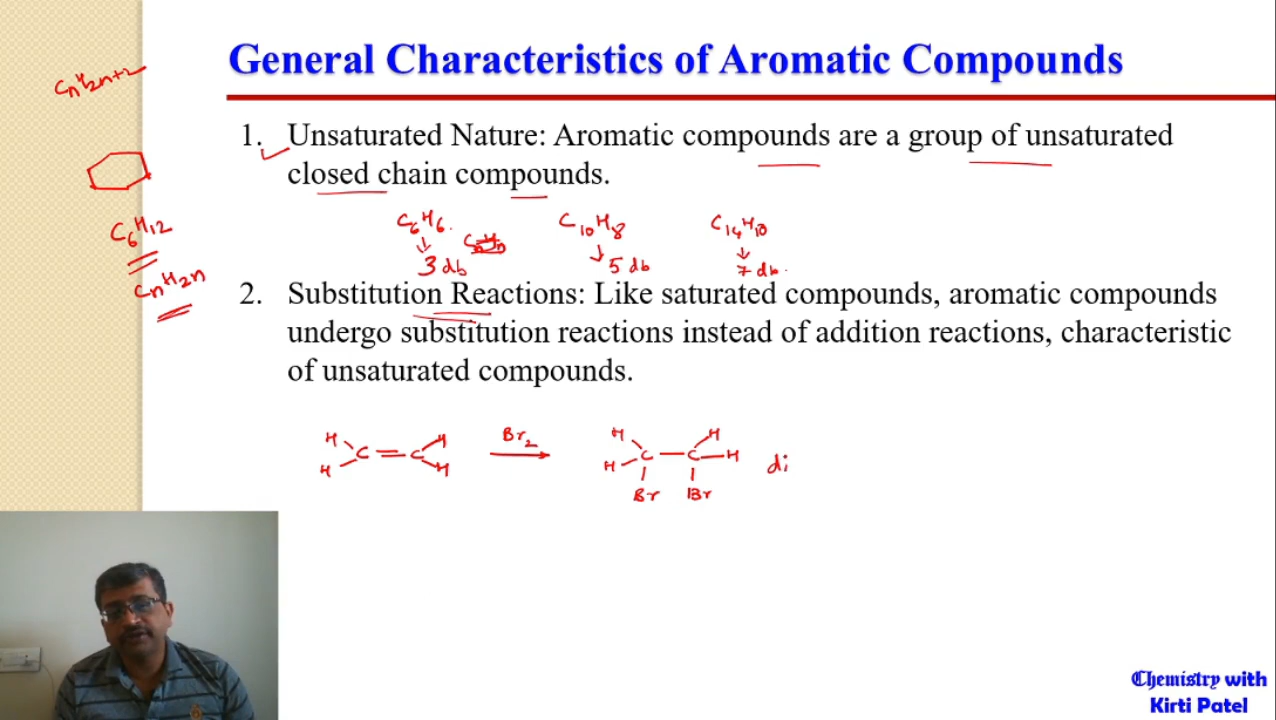 General Characteristics of Aromatic Compounds
CnH2n+2
1. Unsaturated Nature: Aromatic compounds are a group of unsaturated
closed chain compounds.
C6H12
CnH2n
C6H6. C10H8 C14H10
3 db 5 db 7 db.
2. Substitution Reactions: Like saturated compounds, aromatic compounds
undergo substitution reactions instead of addition reactions, characteristic
of unsaturated compounds.
H H Br2 H H
C = C C — C — H di
H H H
Br Br
Chemistry with
Kirti Patel